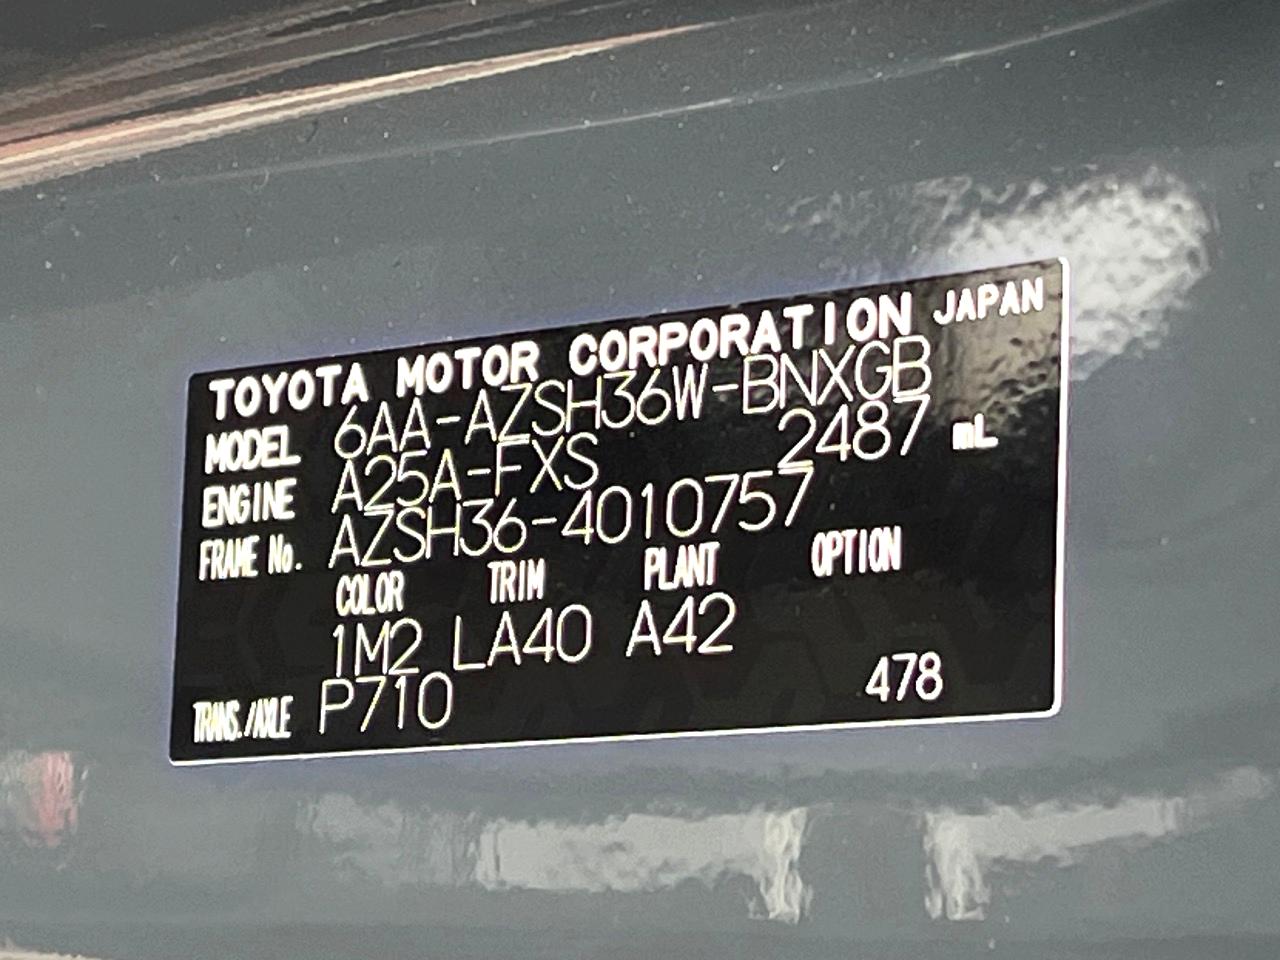 TOYOTA MOTOR CORPORATION JAPAN
MODEL 6AA-AZSH36W-BNXGB
ENGINE A25A-FXS 2487 mL
FRAME No. AZSH36-4010757
COLOR TRIM PLANT OPTION
1M2 LA40 A42
TRANS./AXLE P710 478